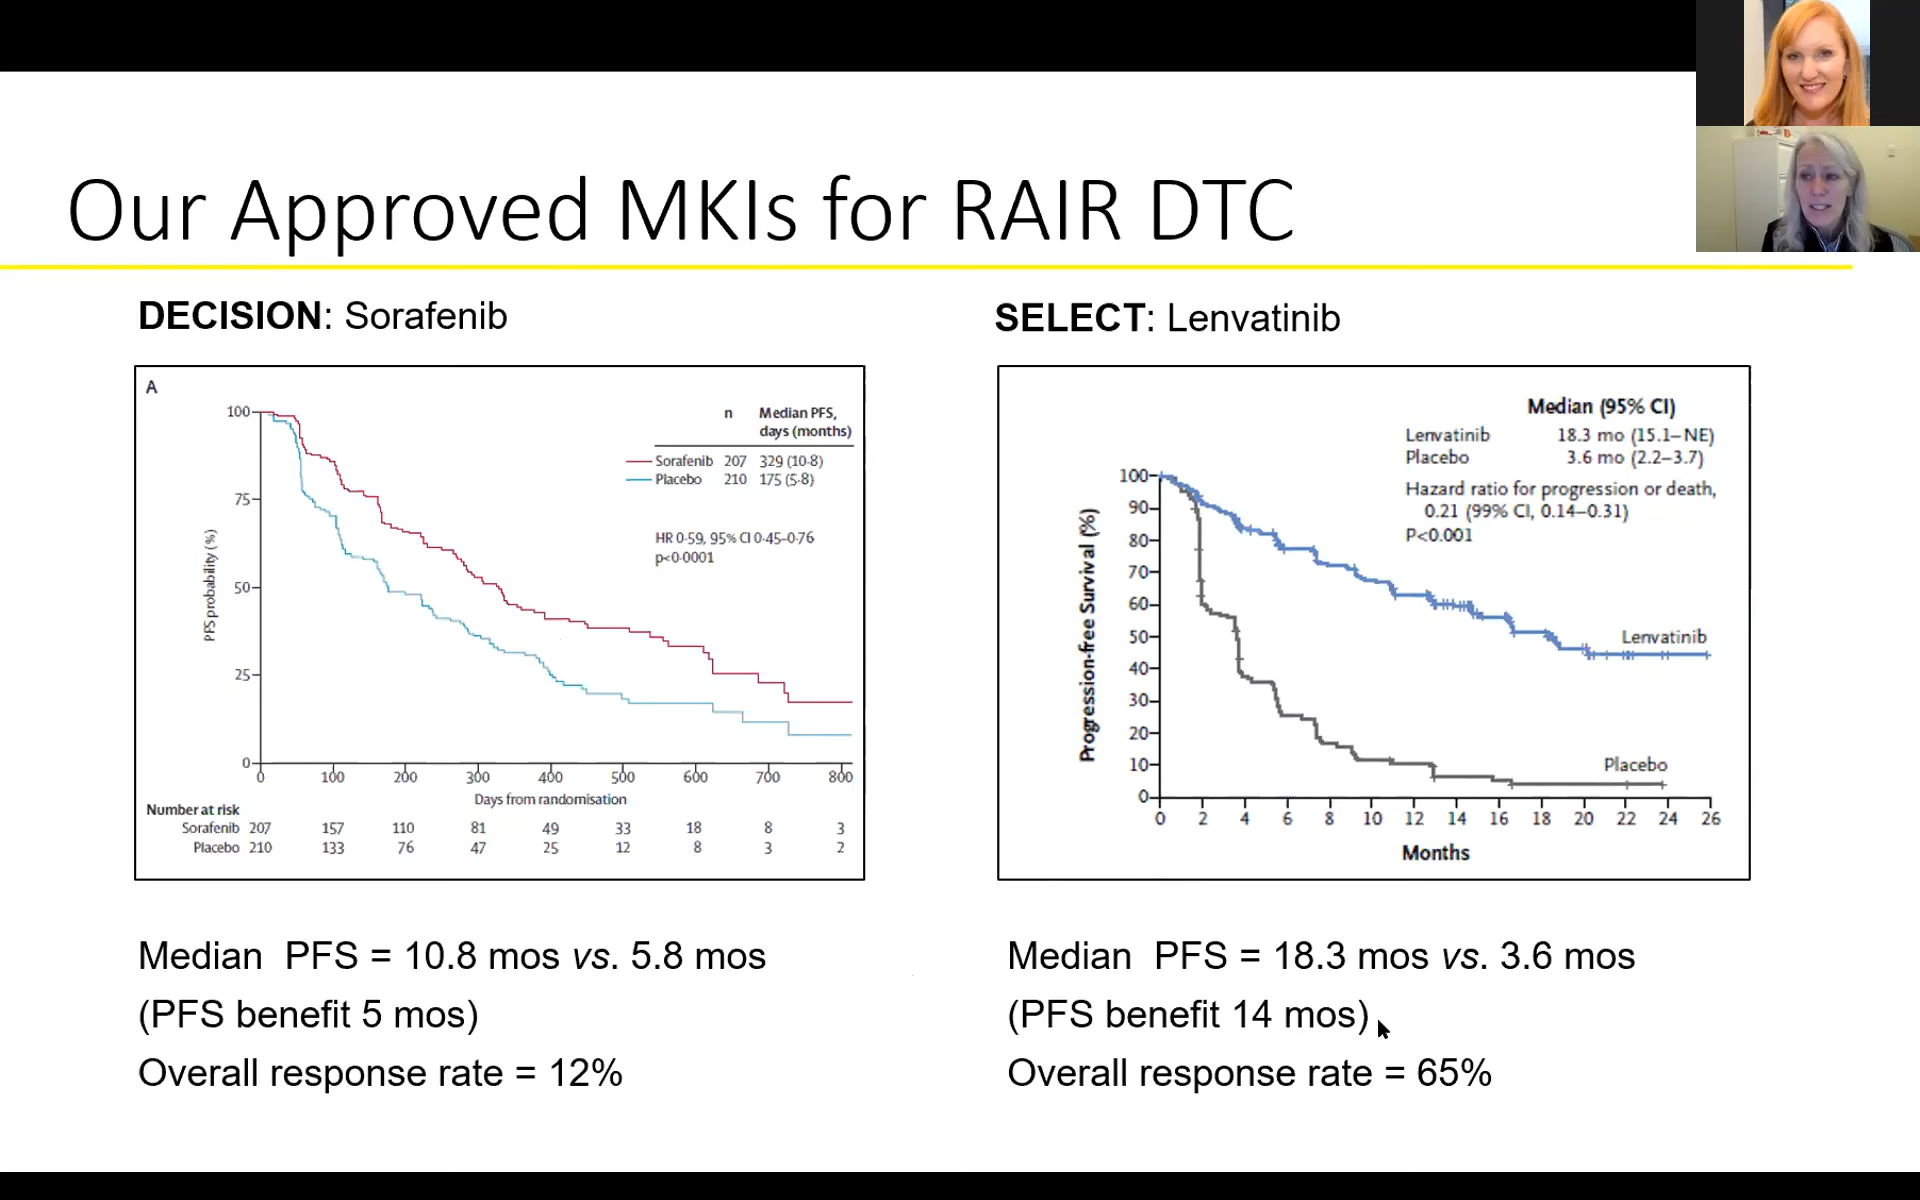 Our Approved MKIs for RAIR DTC
DECISION: Sorafenib
A
n Median PFS,
days (months)
Sorafenib 207 329 (10·8)
Placebo 210 175 (5·8)
HR 0·59, 95% CI 0·45–0·76
p<0·0001
PFS probability (%)
100
75
50
25
0
0 100 200 300 400 500 600 700 800
Days from randomisation
Number at risk
Sorafenib 207 157 110 81 49 33 18 8 3
Placebo 210 133 76 47 25 12 8 3 2
Median PFS = 10.8 mos vs. 5.8 mos
(PFS benefit 5 mos)
Overall response rate = 12%
SELECT: Lenvatinib
Median (95% CI)
Lenvatinib 18.3 mo (15.1–NE)
Placebo 3.6 mo (2.2–3.7)
Hazard ratio for progression or death,
0.21 (99% CI, 0.14–0.31)
P<0.001
Progression-free Survival (%)
100
90
80
70
60
50
40
30
20
10
0
Lenvatinib
Placebo
0 2 4 6 8 10 12 14 16 18 20 22 24 26
Months
Median PFS = 18.3 mos vs. 3.6 mos
(PFS benefit 14 mos)
Overall response rate = 65%